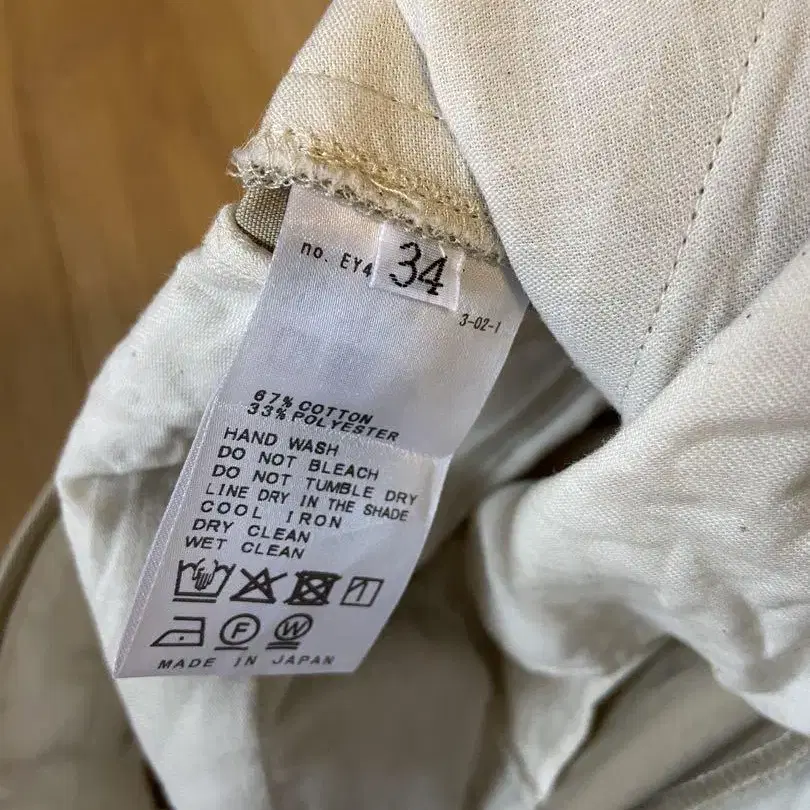 no. EY4
34
3-02-1
67% COTTON
33% POLYESTER
HAND WASH
DO NOT BLEACH
DO NOT TUMBLE DRY
LINE DRY IN THE SHADE
COOL IRON
DRY CLEAN
WET CLEAN
F W
MADE IN JAPAN